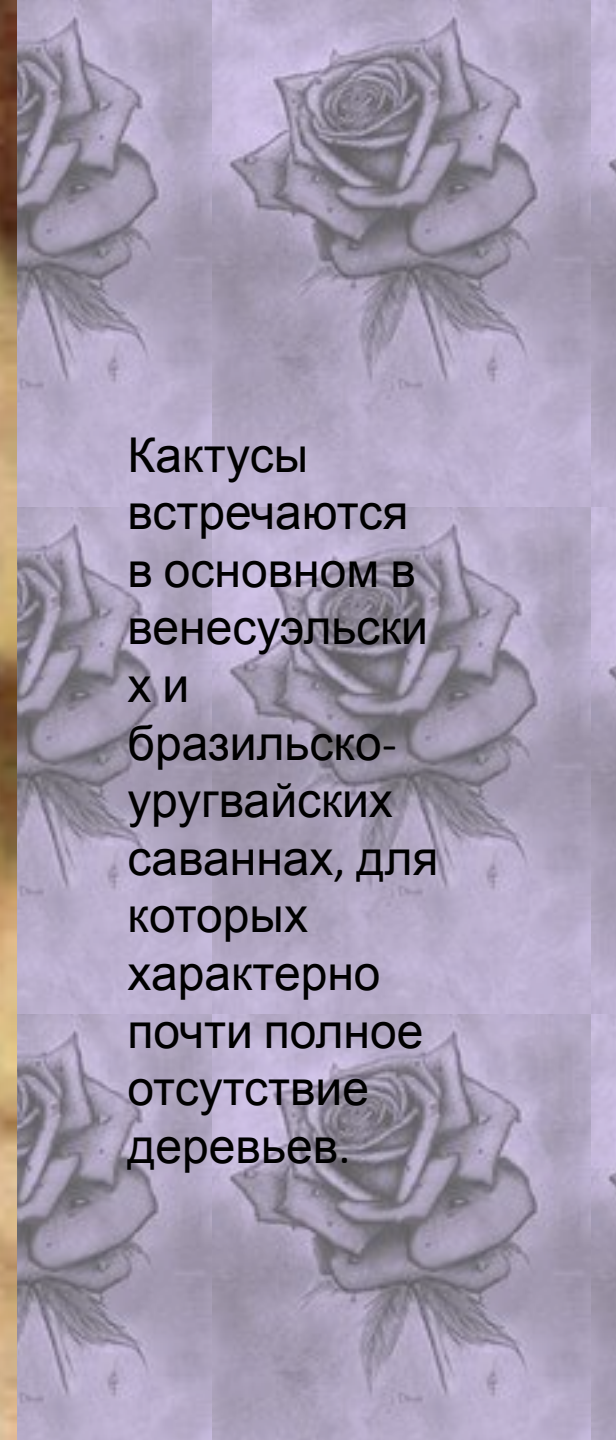 Кактусы
встречаются
в основном в
венесуэльски
х и
бразильско-
уругвайских
саваннах, для
которых
характерно
почти полное
отсутствие
деревьев.